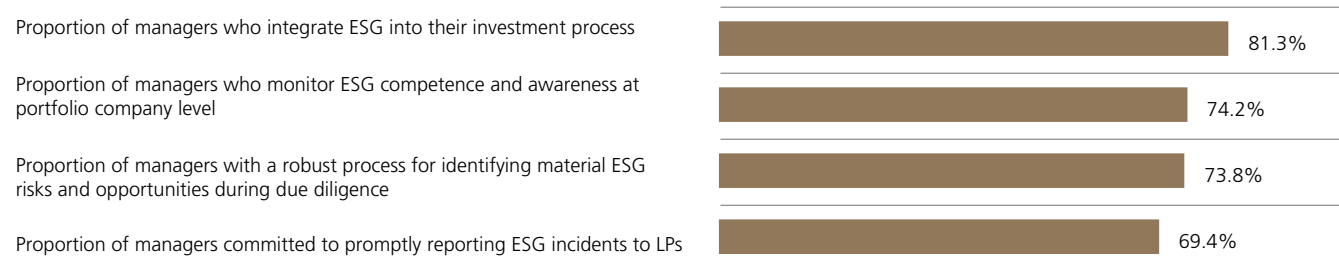 Proportion of managers who integrate ESG into their investment process
81.3%
Proportion of managers who monitor ESG competence and awareness at
portfolio company level
74.2%
Proportion of managers with a robust process for identifying material ESG
risks and opportunities during due diligence
73.8%
Proportion of managers committed to promptly reporting ESG incidents to LPs
69.4%